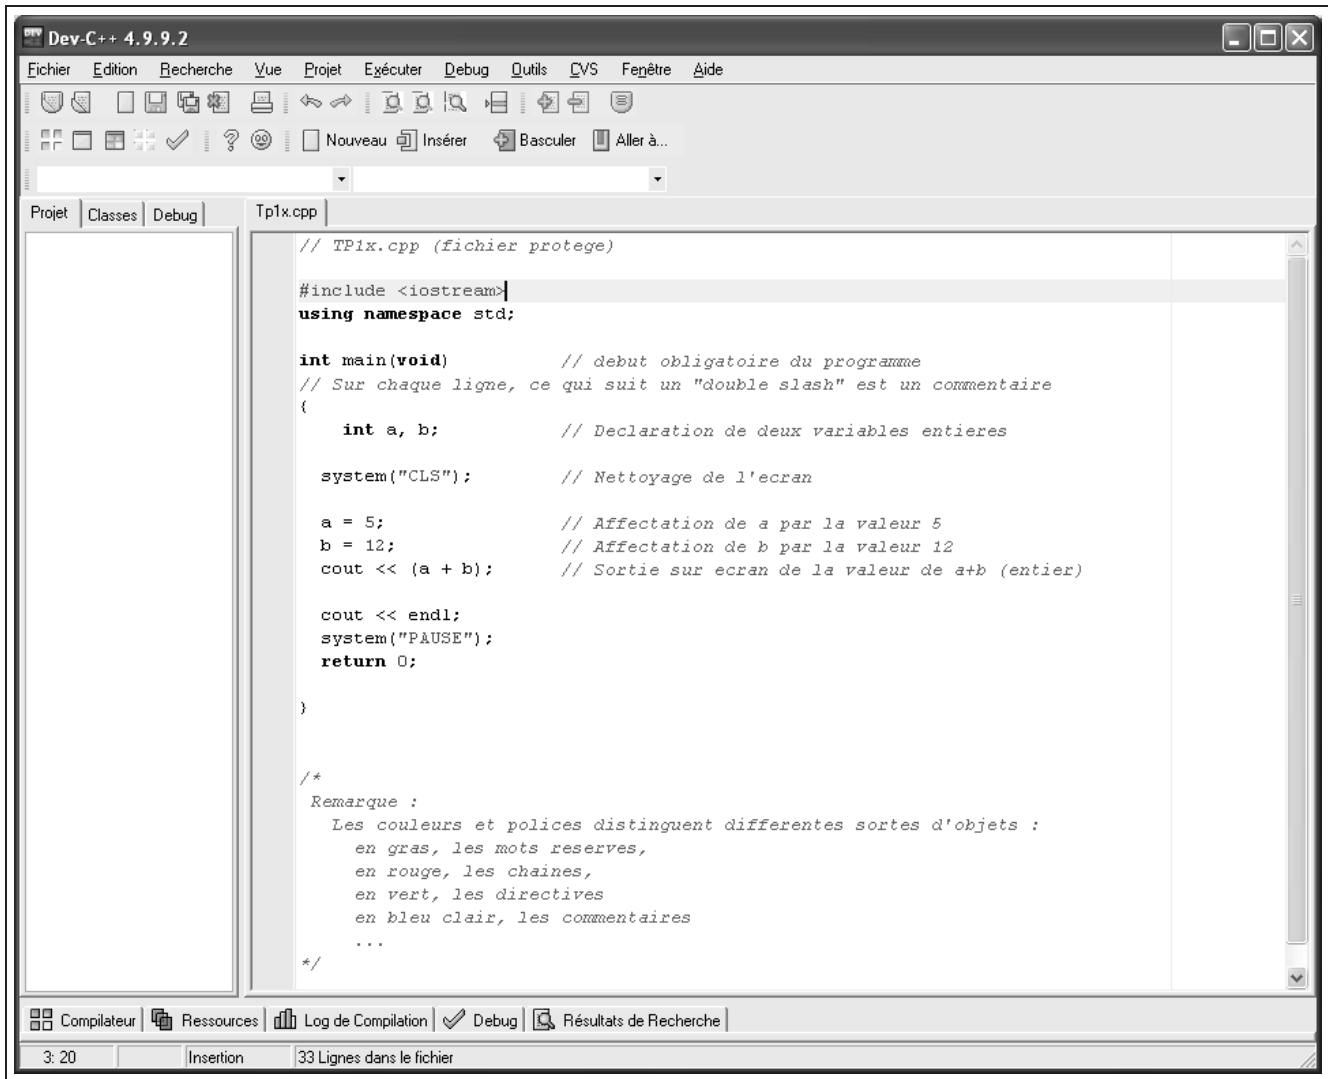 Dev-C++ 4.9.9.2
Fichier Edition Recherche Vue Projet Exécuter Debug Outils CVS Fenêtre Aide
Nouveau Insérer Basculer Aller à...
Projet Classes Debug Tp1x.cpp
// TP1x.cpp (fichier protege)
#include <iostream>
using namespace std;
int main(void) // debut obligatoire du programme
// Sur chaque ligne, ce qui suit un "double slash" est un commentaire
{
int a, b; // Declaration de deux variables entieres
system("CLS"); // Nettoyage de l'ecran
a = 5; // Affectation de a par la valeur 5
b = 12; // Affectation de b par la valeur 12
cout << (a + b); // Sortie sur ecran de la valeur de a+b (entier)
cout << endl;
system("PAUSE");
return 0;
}
/*
Remarque :
Les couleurs et polices distinguent differentes sortes d'objets :
en gras, les mots reserves,
en rouge, les chaines,
en vert, les directives
en bleu clair, les commentaires
...
*/
Compilateur Ressources Log de Compilation Debug Résultats de Recherche
3: 20 Insertion 33 Lignes dans le fichier